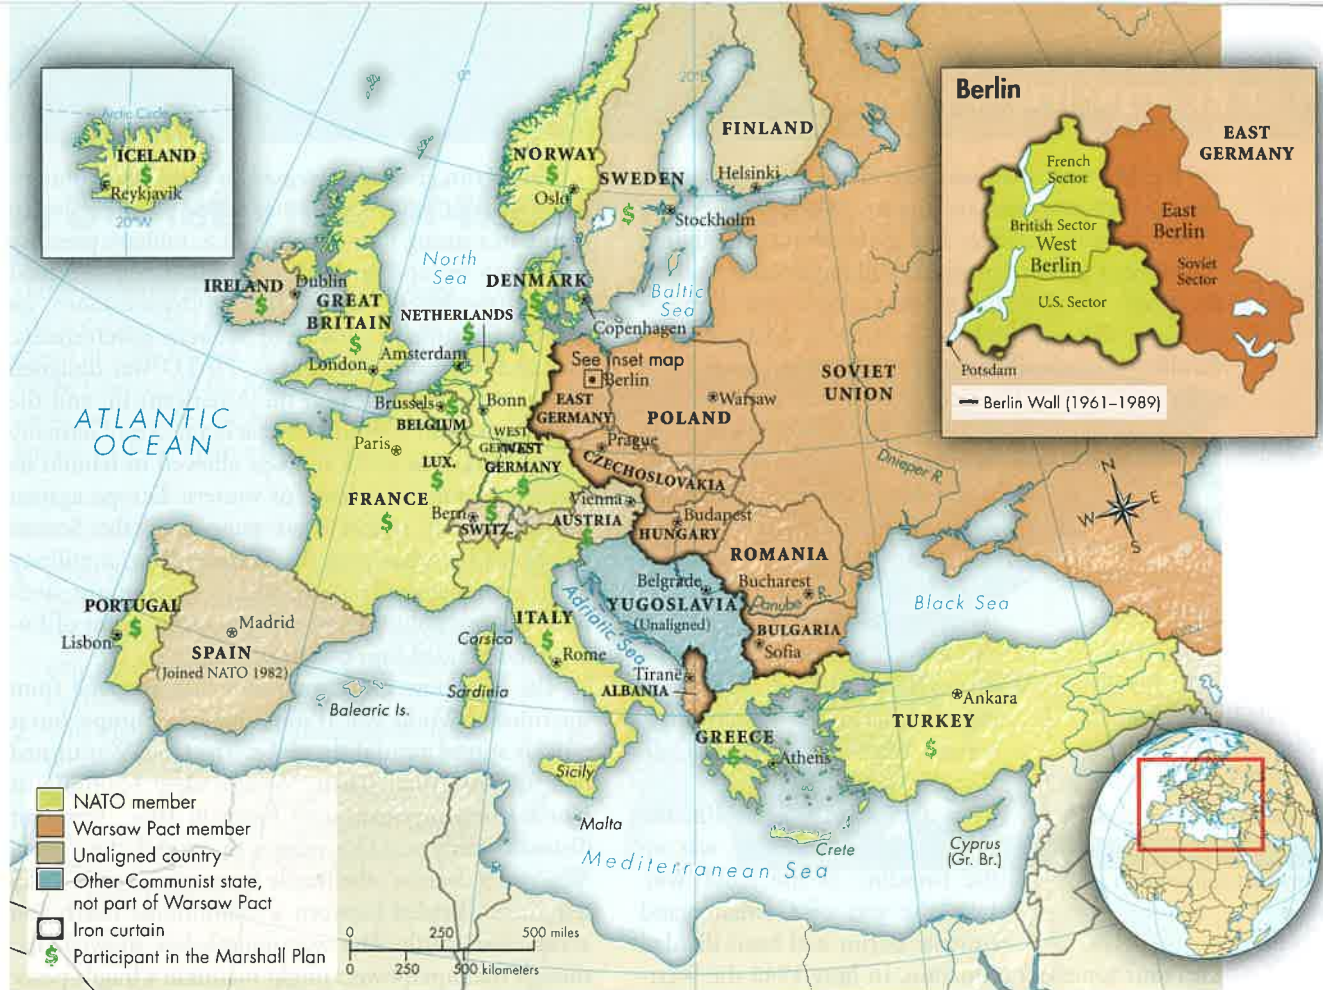 Arctic Circle
ICELAND
$
Reykjavik
20°W
0°
20°E
NORWAY
$
Oslo
SWEDEN
$
FINLAND
Helsinki
Stockholm
North
Sea
Baltic
Sea
DENMARK
$
Copenhagen
IRELAND
$
Dublin
GREAT
BRITAIN
$
London
NETHERLANDS
$
Amsterdam
Brussels
$
BELGIUM
LUX.
$
Bonn
WEST
GERMANY
WEST
GERMANY
$
See inset map
Berlin
EAST
GERMANY
POLAND
Warsaw
Prague
CZECHOSLOVAKIA
SOVIET
UNION
Dnieper R.
ATLANTIC
OCEAN
Paris
FRANCE
$
Bern
$
SWITZ.
Vienna
AUSTRIA
$
Budapest
HUNGARY
ROMANIA
Bucharest
Danube R.
Belgrade
YUGOSLAVIA
(Unaligned)
BULGARIA
Sofia
Black Sea
PORTUGAL
$
Lisbon
Madrid
SPAIN
(Joined NATO 1982)
Balearic Is.
Corsica
Sardinia
ITALY
$
Rome
Adriatic Sea
Tiranë
ALBANIA
GREECE
$
Athens
TURKEY
$
Ankara
Sicily
Malta
Crete
Cyprus
(Gr. Br.)
Mediterranean Sea
N
W
E
S
Berlin
EAST
GERMANY
French
Sector
British Sector
West
Berlin
U.S. Sector
East
Berlin
Soviet
Sector
Potsdam
Berlin Wall (1961–1989)
NATO member
Warsaw Pact member
Unaligned country
Other Communist state,
not part of Warsaw Pact
Iron curtain
$ Participant in the Marshall Plan
0 250 500 miles
0 250 500 kilometers